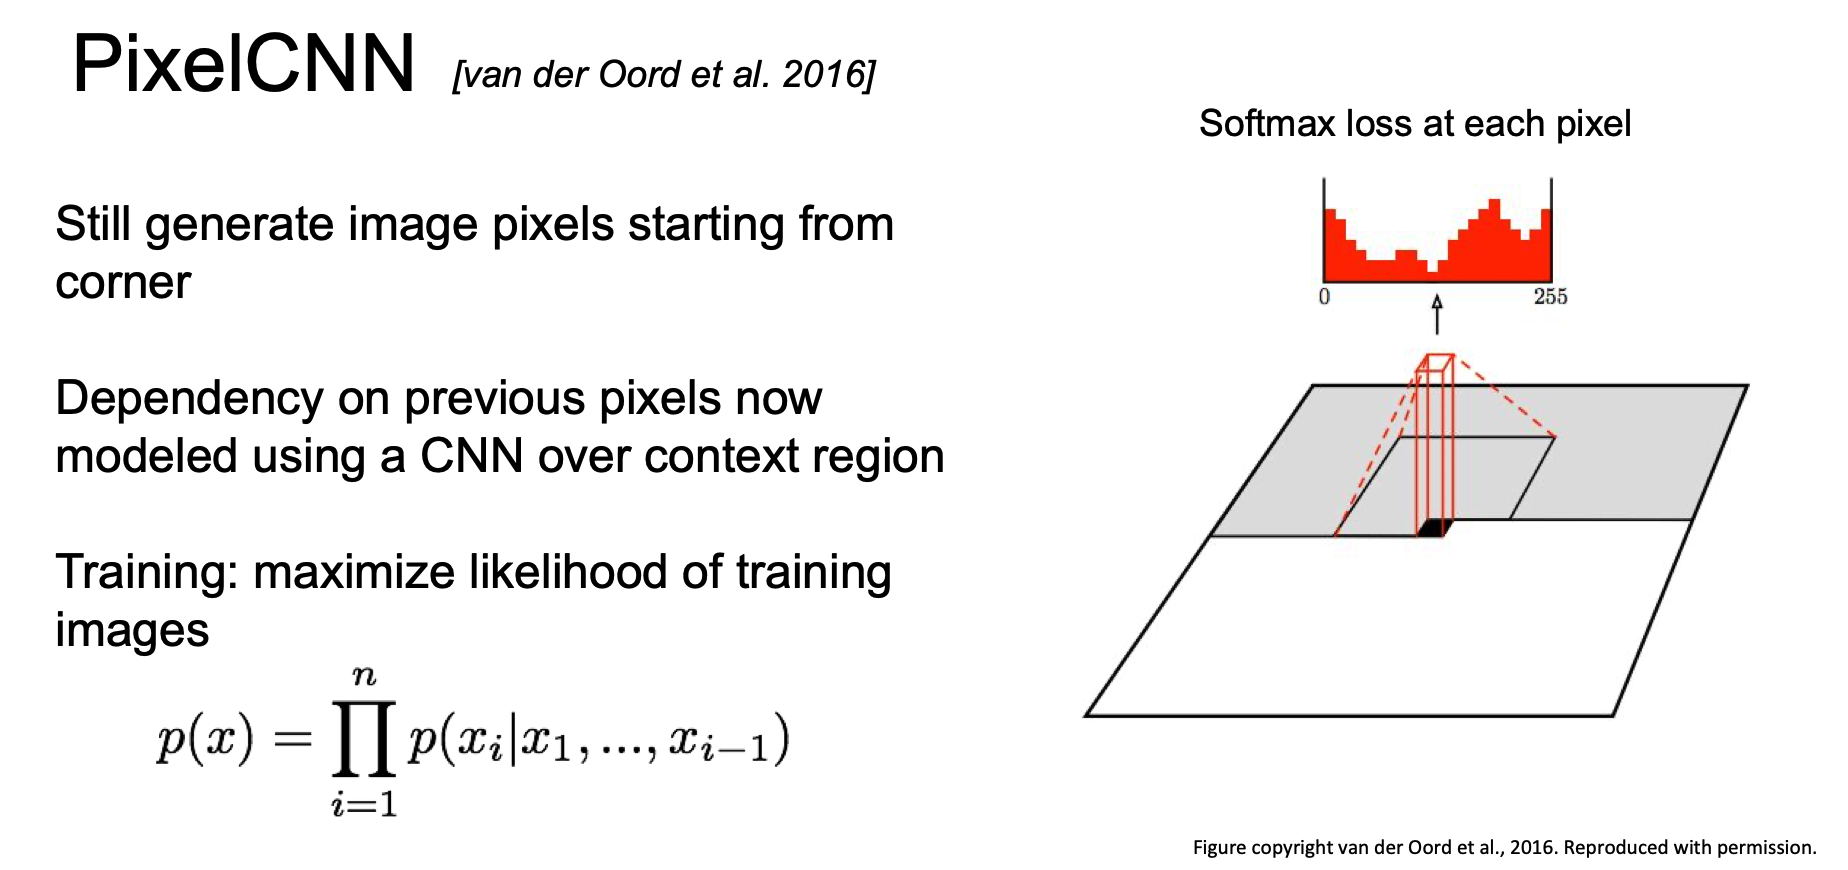 PixelCNN [van der Oord et al. 2016]
Still generate image pixels starting from
corner
Dependency on previous pixels now
modeled using a CNN over context region
Training: maximize likelihood of training
images
n
p(x) = ∏ p(x_i|x_1, ..., x_{i−1})
i=1
Softmax loss at each pixel
0 255
Figure copyright van der Oord et al., 2016. Reproduced with permission.